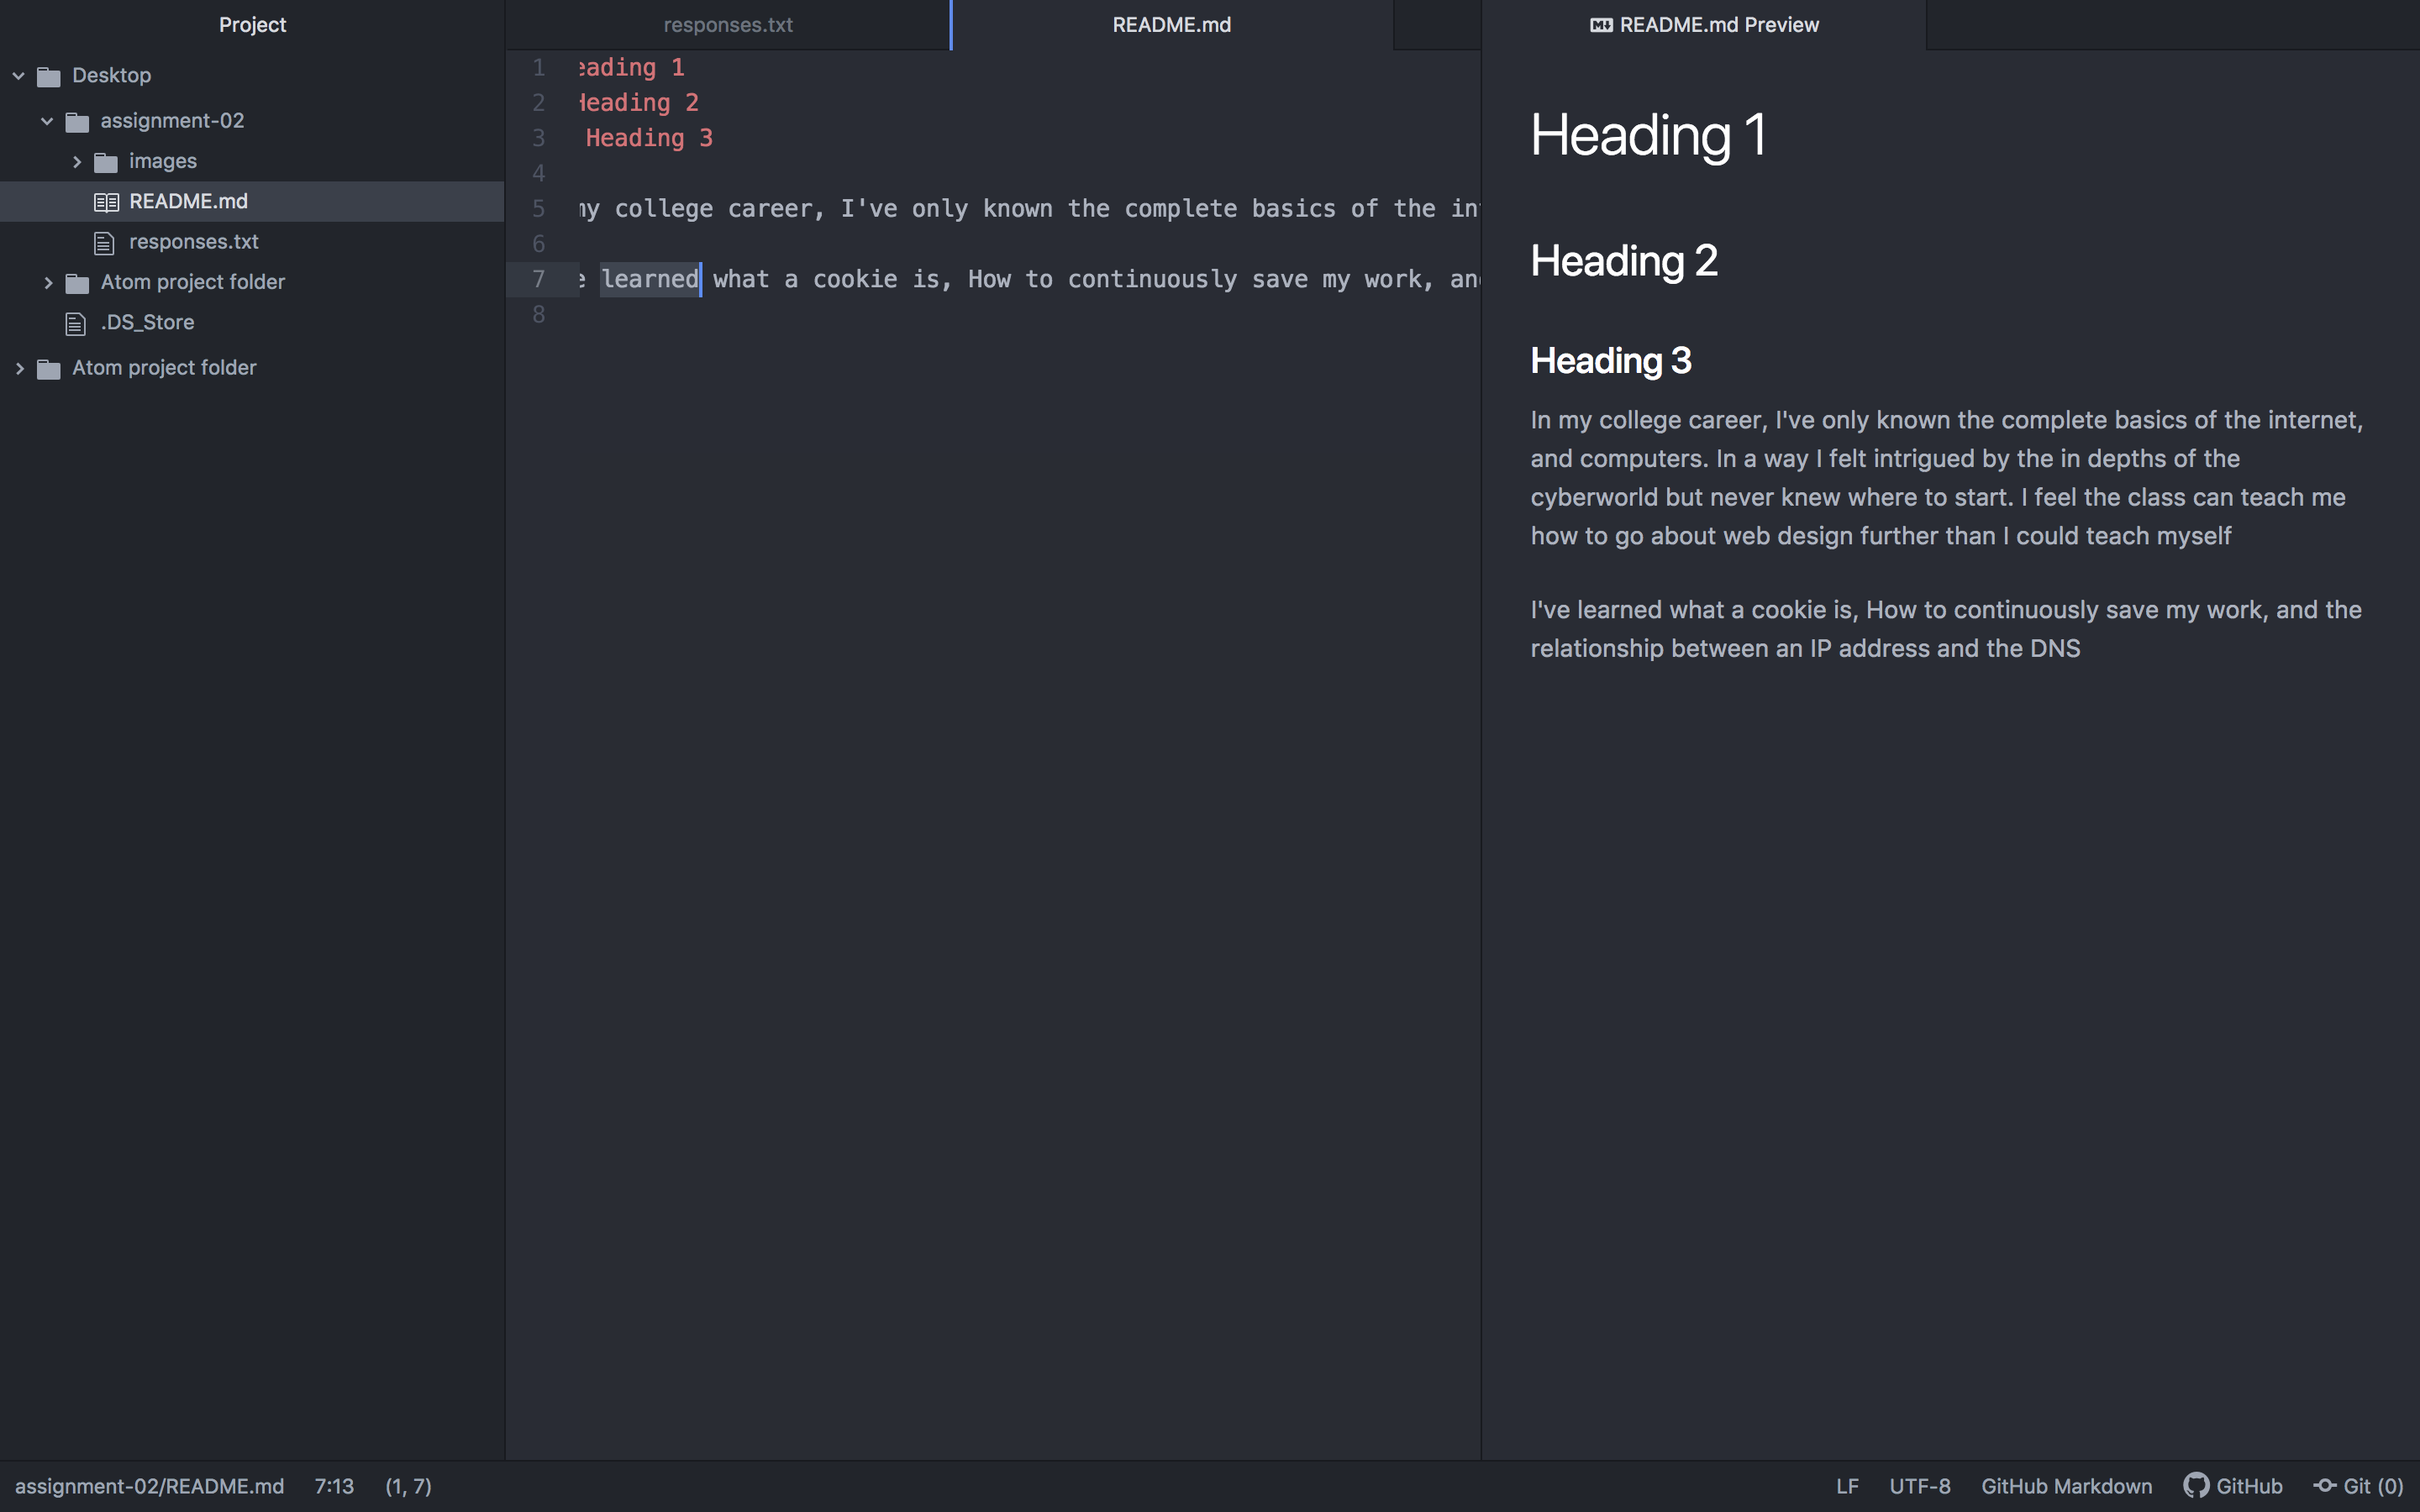 Project
Desktop
assignment-02
images
README.md
responses.txt
Atom project folder
.DS_Store
Atom project folder
responses.txt
README.md
1 eading 1
2 Heading 2
3 Heading 3
4
5 my college career, I've only known the complete basics of the in
6
7 e learned what a cookie is, How to continuously save my work, an
8
README.md Preview
Heading 1
Heading 2
Heading 3
In my college career, I've only known the complete basics of the internet,
and computers. In a way I felt intrigued by the in depths of the
cyberworld but never knew where to start. I feel the class can teach me
how to go about web design further than I could teach myself
I've learned what a cookie is, How to continuously save my work, and the
relationship between an IP address and the DNS
assignment-02/README.md 7:13 (1, 7)
LF UTF-8 GitHub Markdown GitHub Git (0)